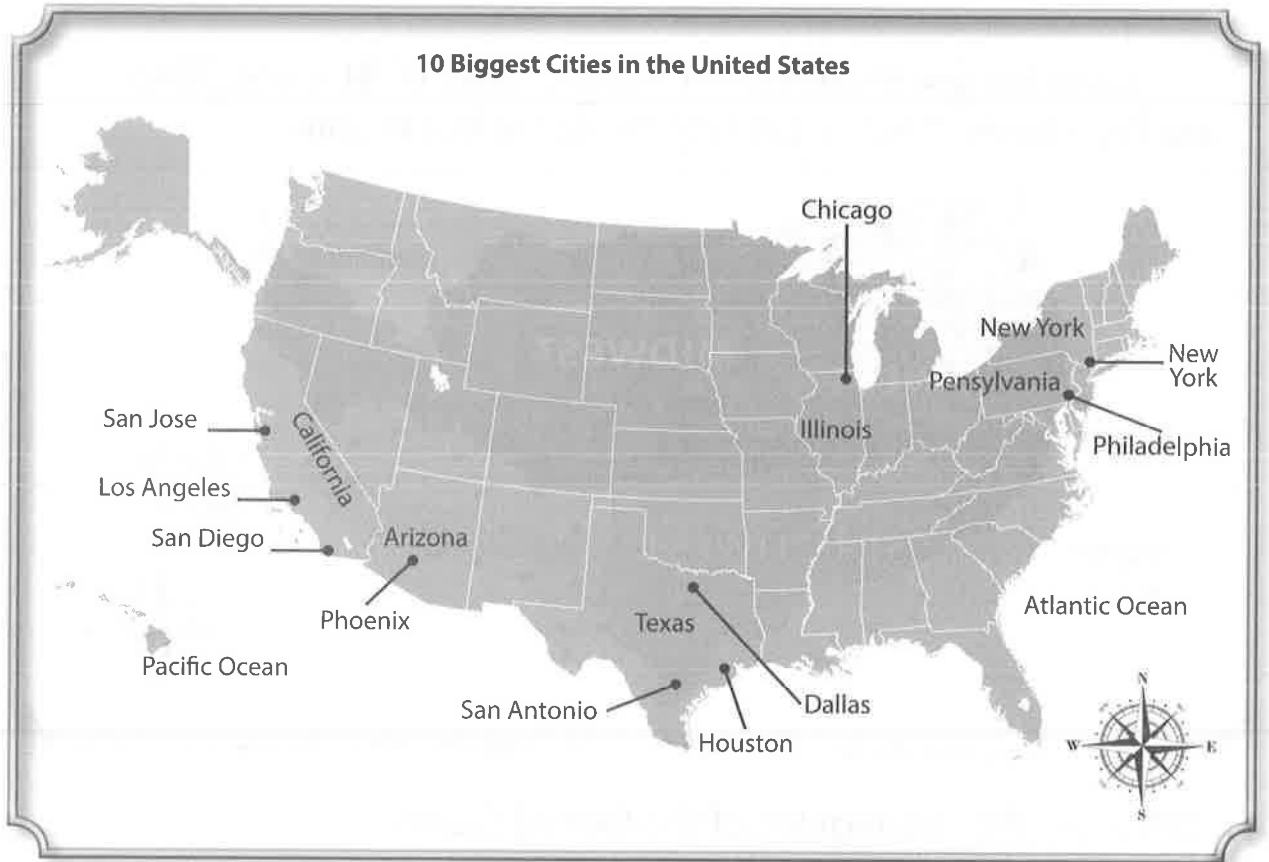 10 Biggest Cities in the United States
Chicago
New York
New
York
Pensylvania
Illinois
Philadelphia
San Jose
California
Los Angeles
San Diego
Arizona
Phoenix
Texas
Atlantic Ocean
Pacific Ocean
San Antonio
Dallas
Houston
N
W
E
S